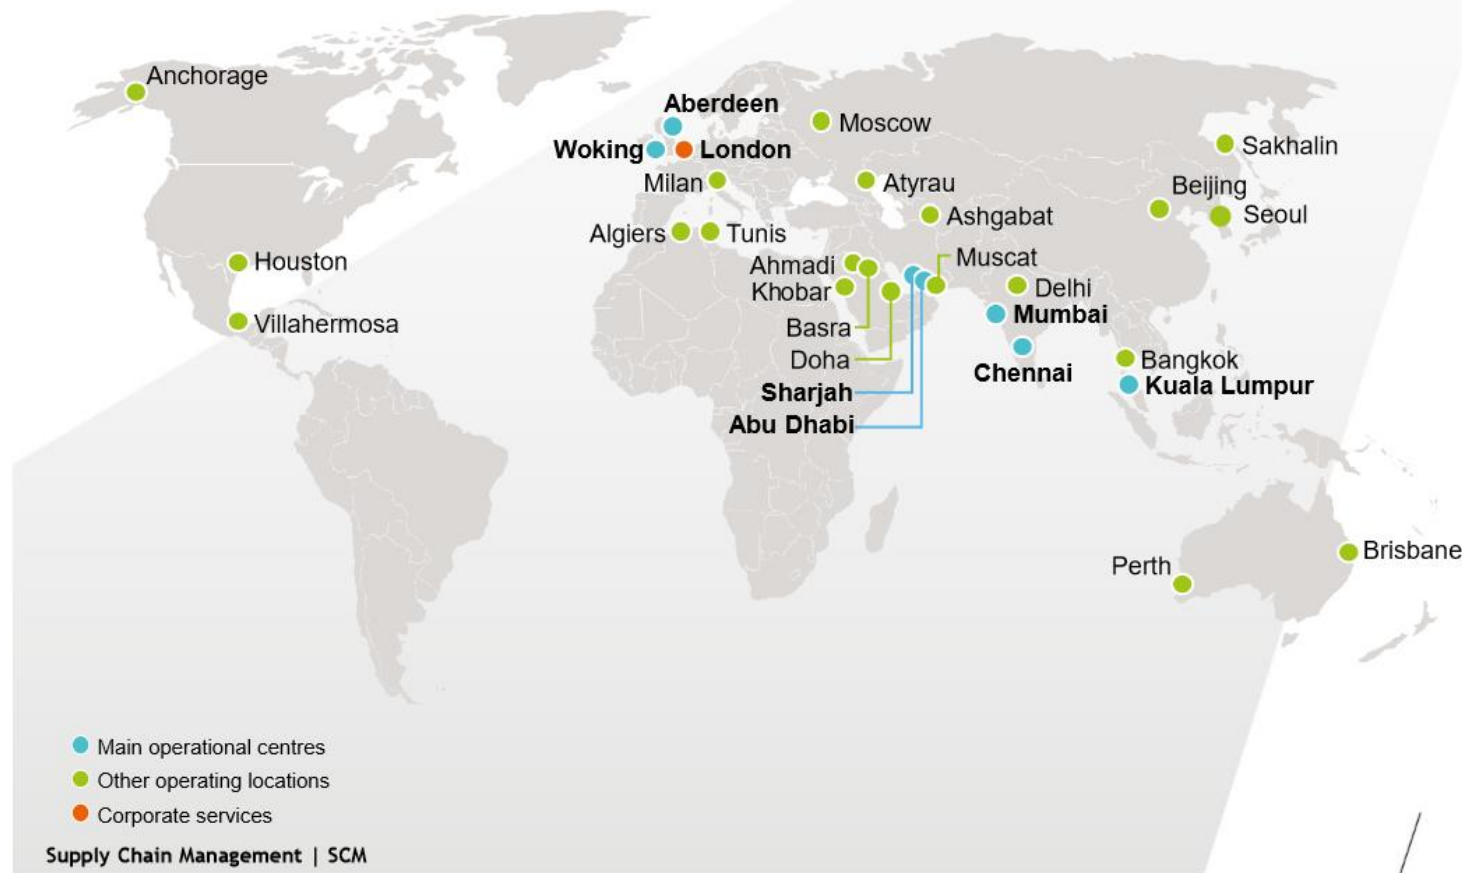 Anchorage
Aberdeen
Moscow
Woking
London
Sakhalin
Milan
Atyrau
Beijing
Ashgabat
Seoul
Algiers
Tunis
Houston
Ahmadi
Muscat
Khobar
Delhi
Villahermosa
Basra
Mumbai
Doha
Bangkok
Chennai
Kuala Lumpur
Sharjah
Abu Dhabi
Brisbane
Perth
Main operational centres
Other operating locations
Corporate services
Supply Chain Management | SCM